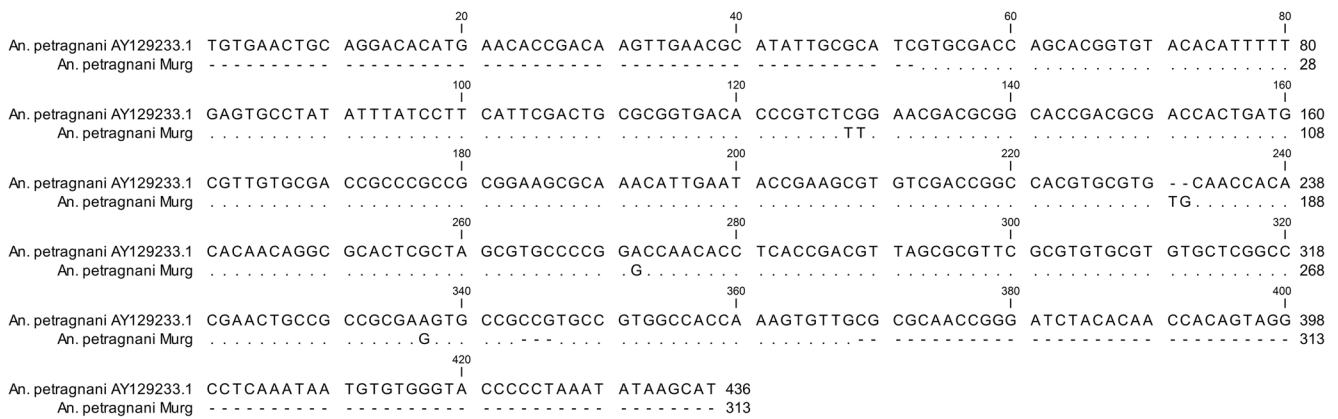 20 40 60 80
An. petragnani AY129233.1 TGTGAACTGC AGGACACATG AACACCGACA AGTTGAACGC ATATTGCGCA TCGTGCGACC AGCACGGTGT ACACATTTTT 80
An. petragnani Murg ---------- ---------- ---------- ---------- ---------- --........ .......... .......... 28
100 120 140 160
An. petragnani AY129233.1 GAGTGCCTAT ATTTATCCTT CATTCGACTG CGCGGTGACA CCCGTCTCGG AACGACGCGG CACCGACGCG ACCACTGATG 160
An. petragnani Murg .......... .......... .......... .......... .......TT. .......... .......... .......... 108
180 200 220 240
An. petragnani AY129233.1 CGTTGTGCGA CCGCCCGCCG CGGAAGCGCA AACATTGAAT ACCGAAGCGT GTCGACCGGC CACGTGCGTG --CAACCACA 238
An. petragnani Murg .......... .......... .......... .......... .......... .......... .......... TG........ 188
260 280 300 320
An. petragnani AY129233.1 CACAACAGGC GCACTCGCTA GCGTGCCCCG GACCAACACC TCACCGACGT TAGCGCGTTC GCGTGTGCGT GTGCTCGGCC 318
An. petragnani Murg .......... .......... .......... .G........ .......... .......... .......... .......... 268
340 360 380 400
An. petragnani AY129233.1 CGAACTGCCG CCGCGAAGTG CCGCCGTGCC GTGGCCACCA AAGTGTTGCG CGCAACCGGG ATCTACACAA CCACAGTAGG 398
An. petragnani Murg .......... ......G... ...---.... .......... ........-- ---------- ---------- ---------- 313
420
An. petragnani AY129233.1 CCTCAAATAA TGTGTGGGTA CCCCCTAAAT ATAAGCAT 436
An. petragnani Murg ---------- ---------- ---------- -------- 313